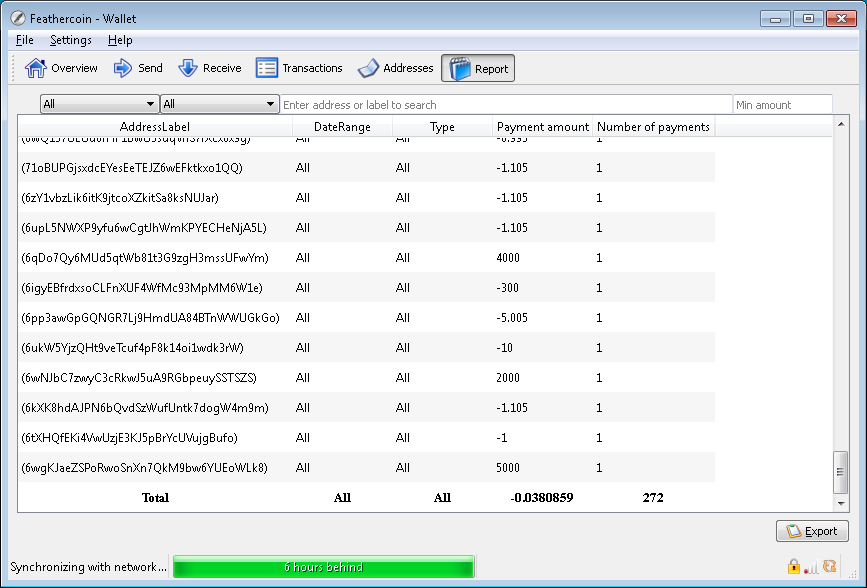 Feathercoin - Wallet
File Settings Help
Overview Send Receive Transactions Addresses Report
All All Enter address or label to search Min amount
AddressLabel DateRange Type Payment amount Number of payments
All All -0.995 1
(71oBUPGjsxdcEYesEeTEJZ6wEFktkxo1QQ) All All -1.105 1
(6zY1vbzLik6itK9jtcoXZkitSa8ksNUJar) All All -1.105 1
(6upL5NWXP9yfu6wCgtJhWmKPYECHeNjA5L) All All -1.105 1
(6qDo7Qy6MUd5qtWb81t3G9zgH3mssUFwYm) All All 4000 1
(6igyEBfrdxsoCLFnXUF4WfMc93MpMM6W1e) All All -300 1
(6pp3awGpGQNGR7Lj9HmdUA84BTnWWUGkGo) All All -5.005 1
(6ukW5YjzQHt9veTcuf4pF8k14oi1wdk3rW) All All -10 1
(6wNJbC7zwyC3cRkwJ5uA9RGbpeuySSTSZS) All All 2000 1
(6kXK8hdAJPN6bQvdSzWufUntk7dogW4m9m) All All -1.105 1
(6tXHQfEKi4VwUzjE3KJ5pBrYcUVujgBufo) All All -1 1
(6wgKJaeZSPoRwoSnXn7QkM9bw6YUEoWLk8) All All 5000 1
Total All All -0.0380859 272
Export
Synchronizing with network... 6 hours behind